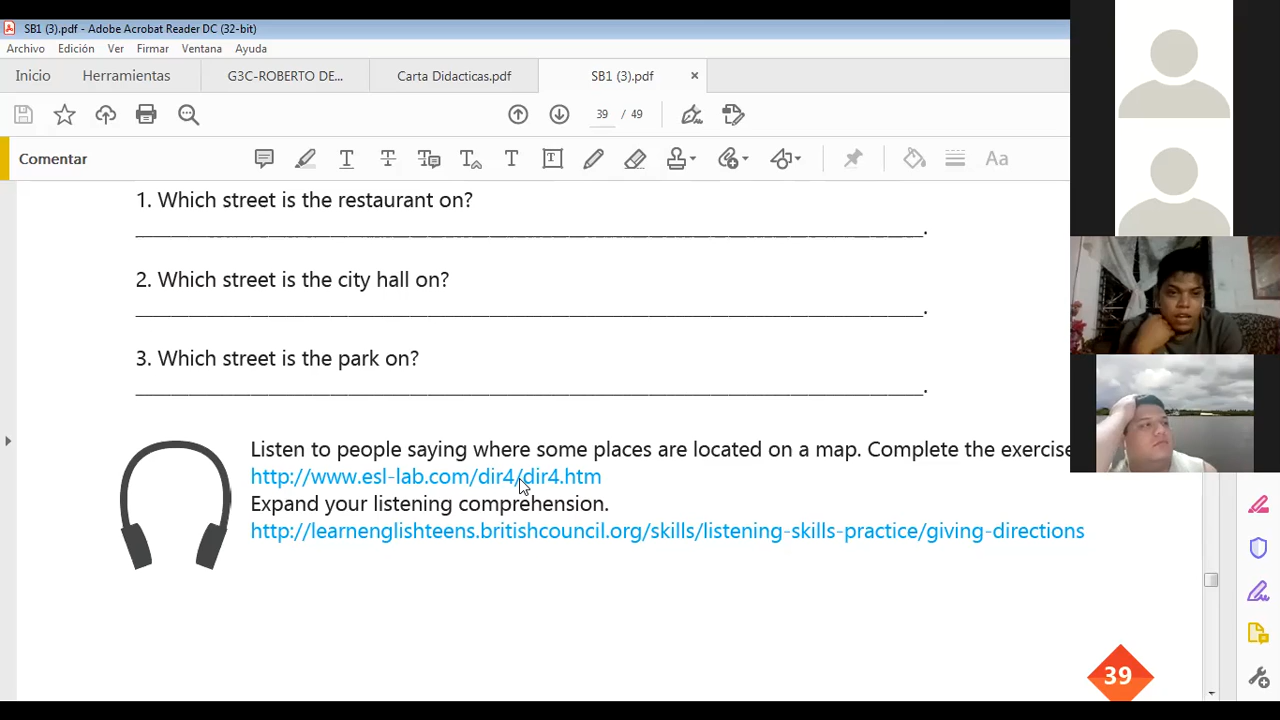 SB1 (3).pdf - Adobe Acrobat Reader DC (32-bit)
Archivo Edición Ver Firmar Ventana Ayuda
Inicio Herramientas G3C-ROBERTO DE... Carta Didacticas.pdf SB1 (3).pdf ×
39 / 49
Comentar
1. Which street is the restaurant on?
2. Which street is the city hall on?
3. Which street is the park on?
Listen to people saying where some places are located on a map. Complete the exercise
http://www.esl-lab.com/dir4/dir4.htm
Expand your listening comprehension.
http://learnenglishteens.britishcouncil.org/skills/listening-skills-practice/giving-directions
39